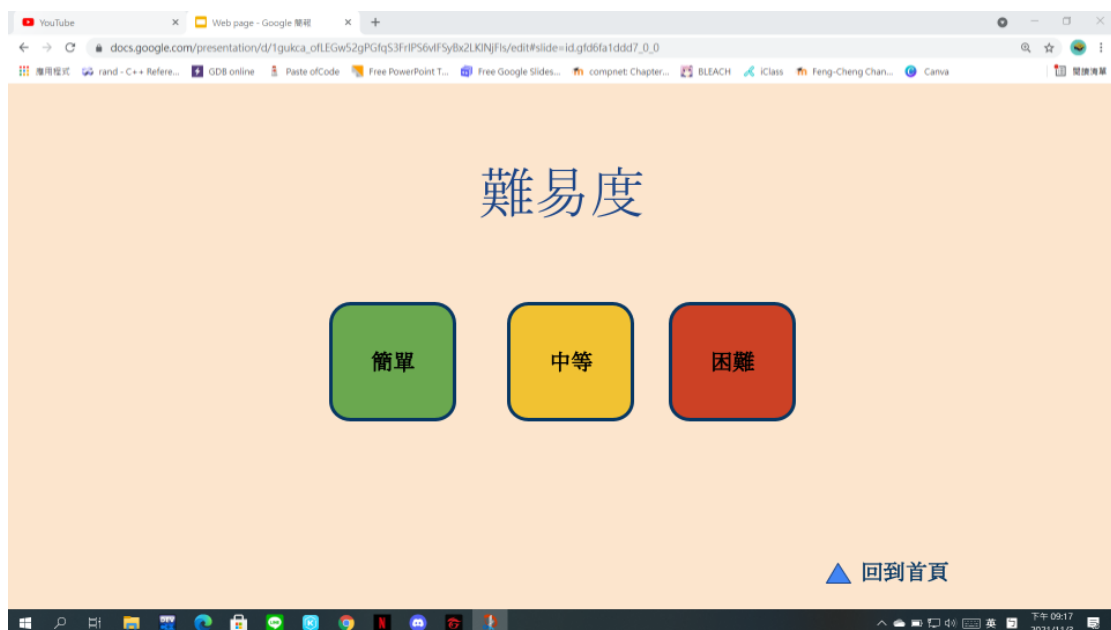 YouTube
Web page - Google 簡報
docs.google.com/presentation/d/1gukca_ofLEGwS2gPGfqS3FrIPS6vIFSyBx2LKlNjFIs/edit#slide=id.gfd6fa1ddd7_0_0
應用程式 rand - C++ Refere... GDB online Paste ofCode Free PowerPoint T... Free Google Slides... compnet: Chapter... BLEACH iClass Feng-Cheng Chan... Canva 閱讀清單
難易度
簡單 中等 困難
回到首頁
英 下午 09:17